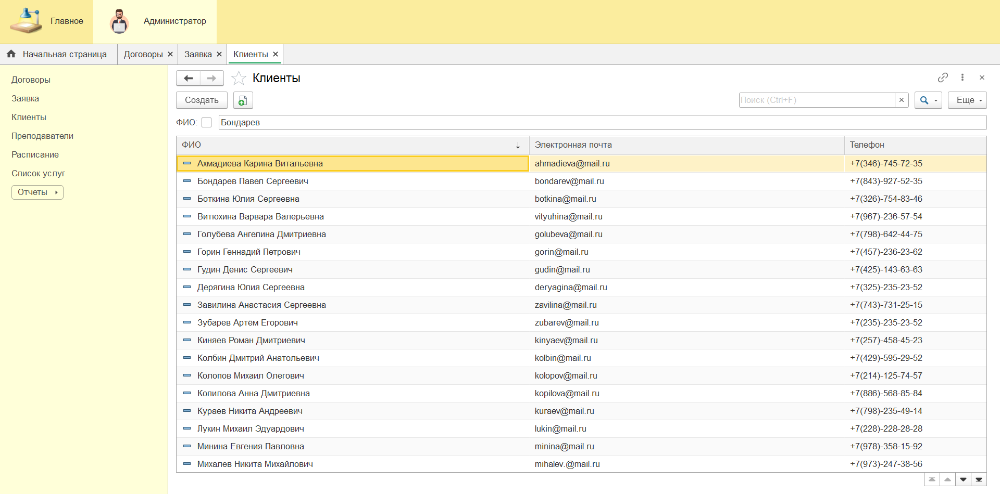 Главное
Администратор
Начальная страница
Договоры
Заявка
Клиенты
Договоры
Заявка
Клиенты
Преподаватели
Расписание
Список услуг
Отчеты
Клиенты
Создать
Поиск (Ctrl+F)
Еще
ФИО: Бондарев
ФИО Электронная почта Телефон
Ахмадиева Карина Витальевна ahmadieva@mail.ru +7(346)-745-72-35
Бондарев Павел Сергеевич bondarev@mail.ru +7(843)-927-52-35
Боткина Юлия Сергеевна botkina@mail.ru +7(326)-754-83-46
Витюхина Варвара Валерьевна vityuhina@mail.ru +7(967)-236-57-54
Голубева Ангелина Дмитриевна golubeva@mail.ru +7(798)-642-44-75
Горин Геннадий Петрович gorin@mail.ru +7(457)-236-23-62
Гудин Денис Сергеевич gudin@mail.ru +7(425)-143-63-63
Дерягина Юлия Сергеевна deryagina@mail.ru +7(325)-235-23-52
Завилина Анастасия Сергеевна zavilina@mail.ru +7(743)-731-25-15
Зубарев Артём Егорович zubarev@mail.ru +7(235)-235-23-52
Киняев Роман Дмитриевич kinyaev@mail.ru +7(257)-458-45-23
Колбин Дмитрий Анатольевич kolbin@mail.ru +7(429)-595-29-52
Колопов Михаил Олегович kolopov@mail.ru +7(214)-125-74-57
Копилова Анна Дмитриевна kopilova@mail.ru +7(886)-568-85-84
Кураев Никита Андреевич kuraev@mail.ru +7(798)-235-49-14
Лукин Михаил Эдуардович lukin@mail.ru +7(228)-228-28-28
Минина Евгения Павловна minina@mail.ru +7(978)-358-15-92
Михалев Никита Михайлович mihalev.@mail.ru +7(973)-247-38-56